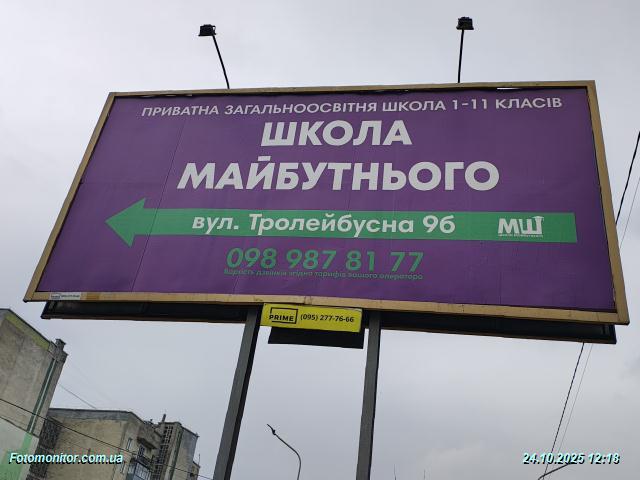 ПРИВАТНА ЗАГАЛЬНООСВІТНЯ ШКОЛА 1-11 КЛАСІВ
ШКОЛА
МАЙБУТНЬОГО
вул. Тролейбусна 9б
МШ
098 987 81 77
Вартість дзвінків згідно тарифів вашого оператора
PRIME (095) 277-76-66
Fotomonitor.com.ua
24.10.2025 12:18